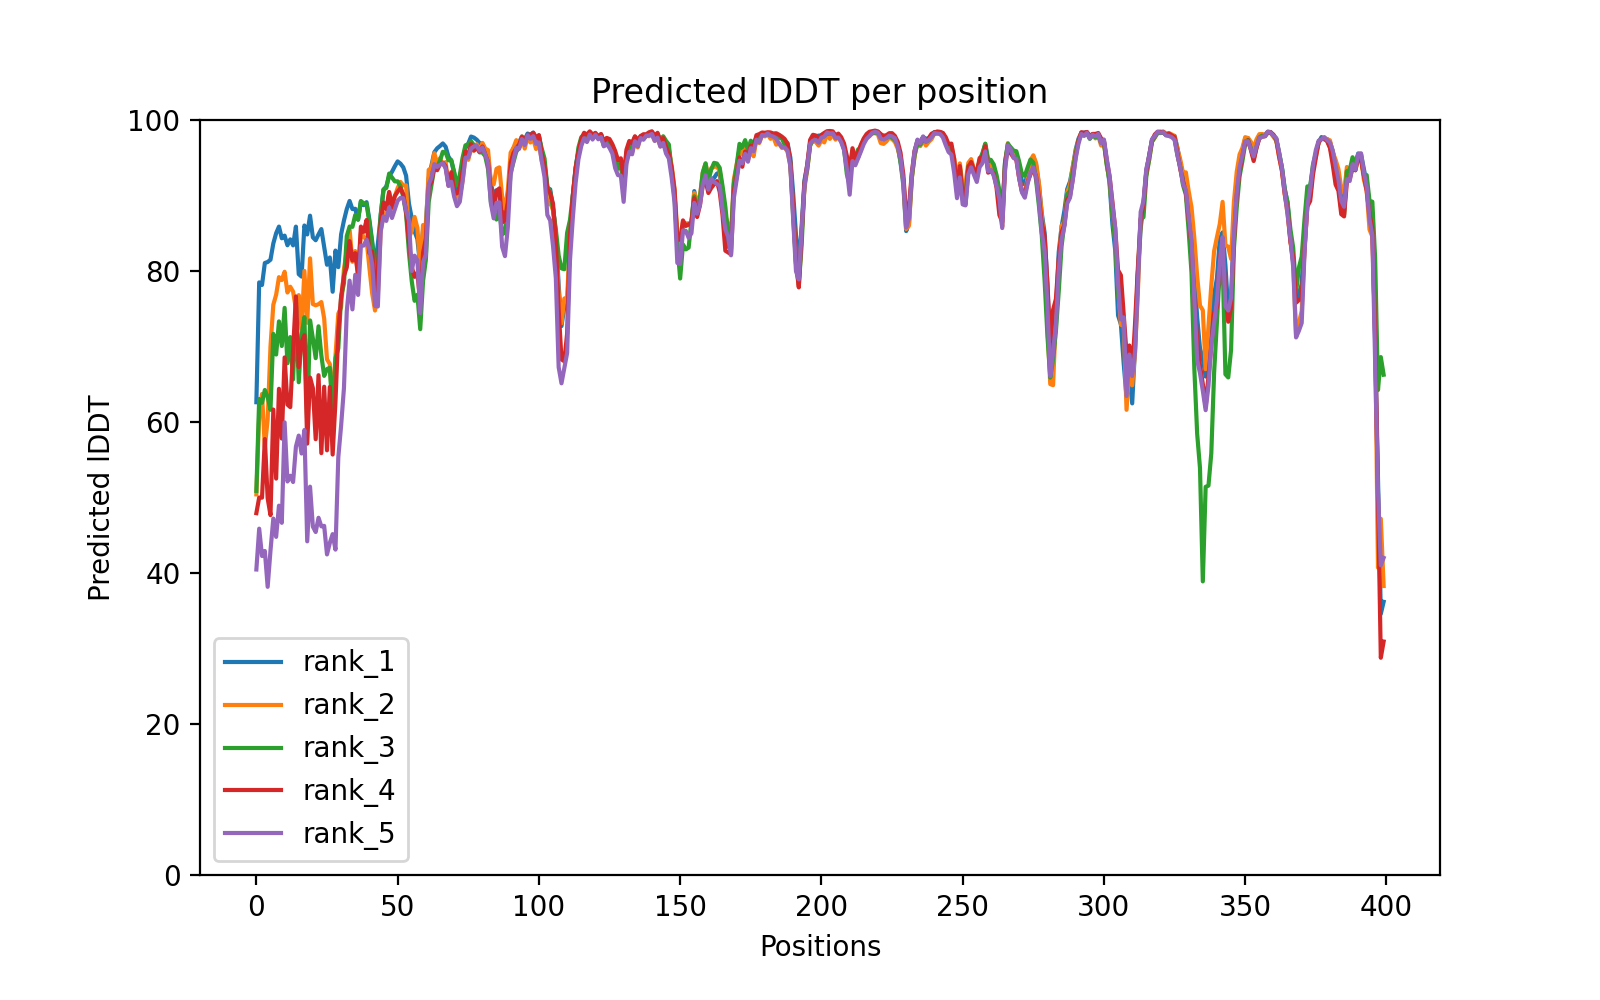 Predicted lDDT per position
100
80
60
40
20
0
Predicted lDDT
rank_1
rank_2
rank_3
rank_4
rank_5
0 50 100 150 200 250 300 350 400
Positions